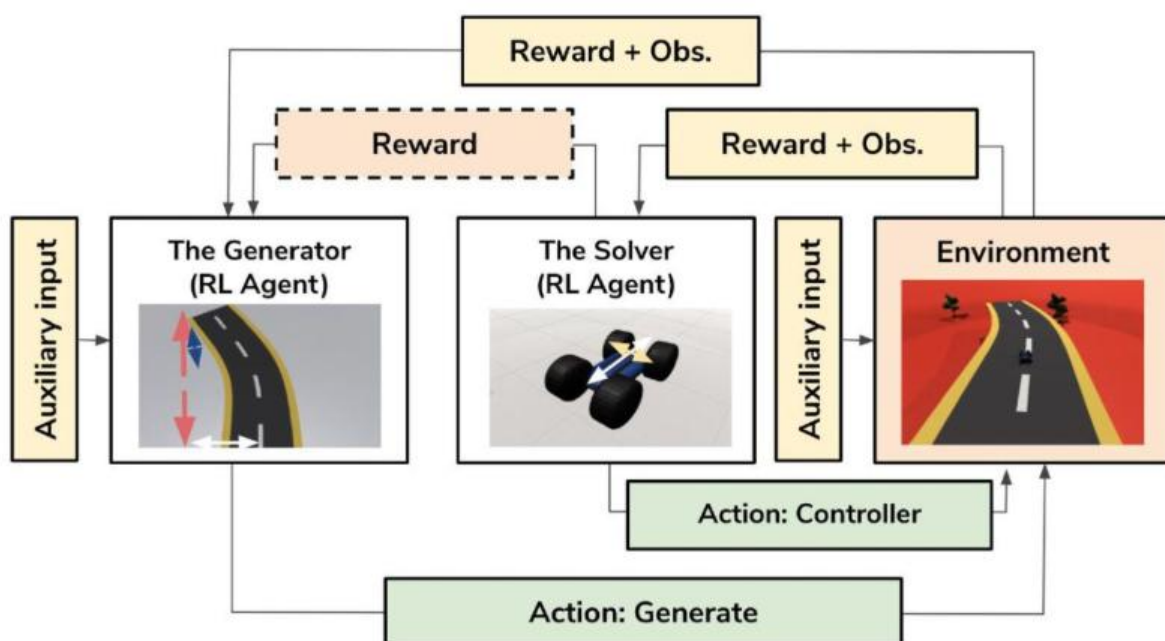 Reward + Obs.
Reward
Reward + Obs.
Auxiliary input
The Generator
(RL Agent)
The Solver
(RL Agent)
Auxiliary input
Environment
Action: Controller
Action: Generate